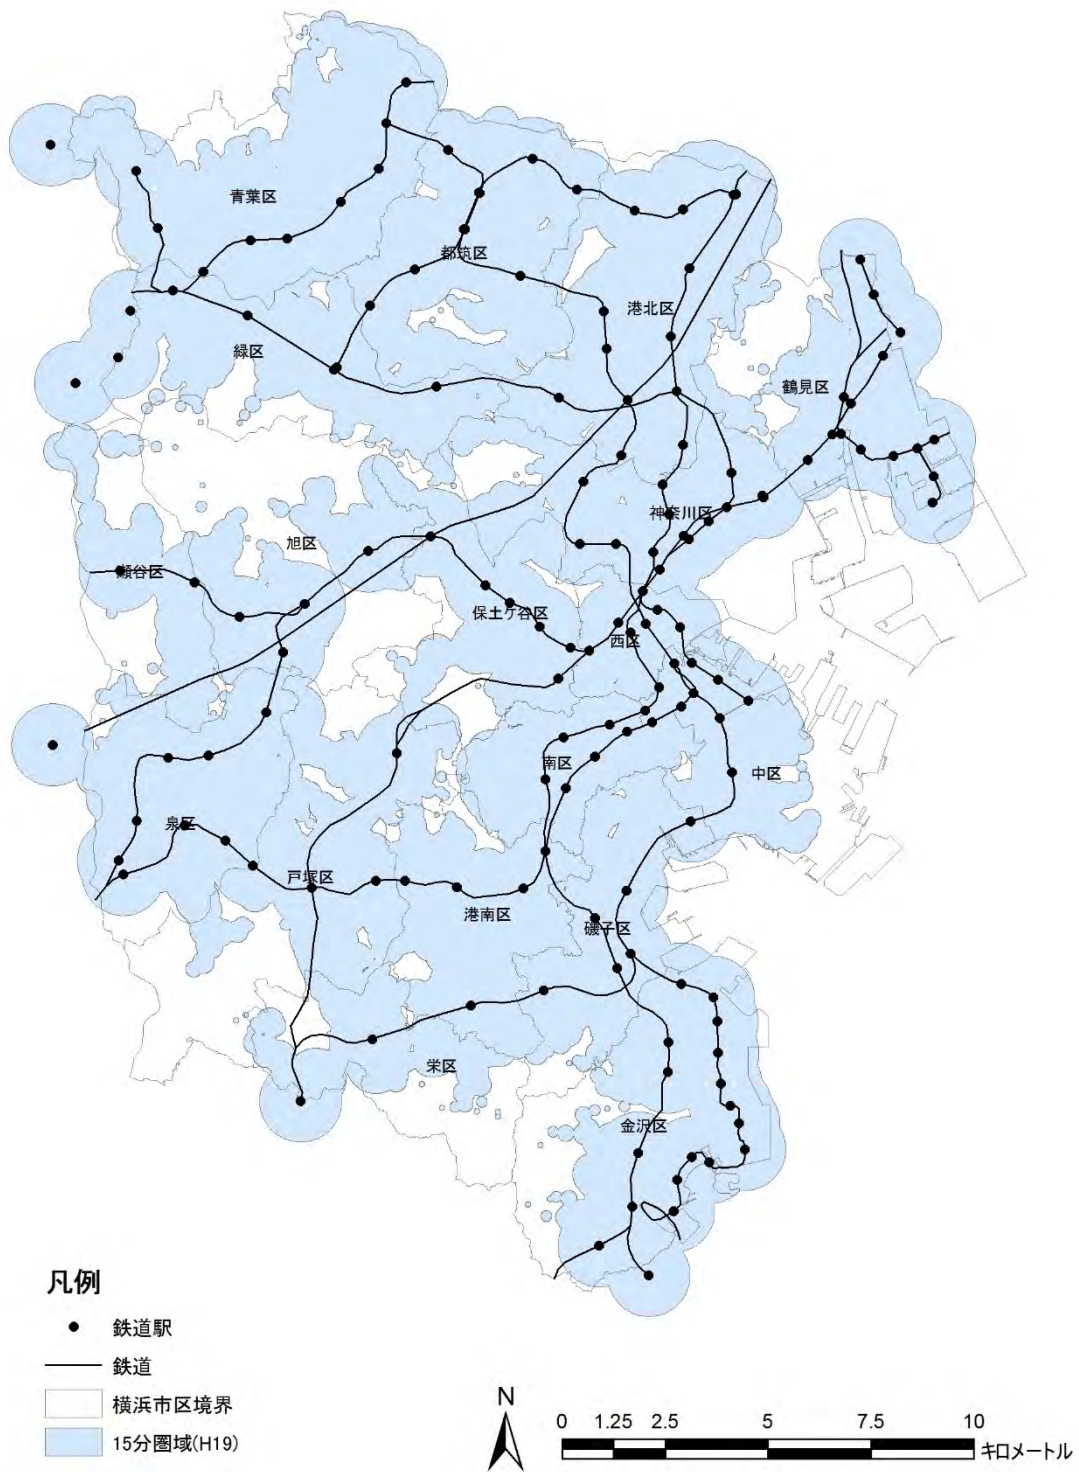 青葉区
都筑区
港北区
緑区
鶴見区
神奈川区
旭区
瀬谷区
保土ケ谷区
西区
南区
中区
泉区
戸塚区
港南区
磯子区
栄区
金沢区
凡例
鉄道駅
鉄道
横浜市区境界
15分圏域(H19)
N
0 1.25 2.5 5 7.5 10
キロメートル